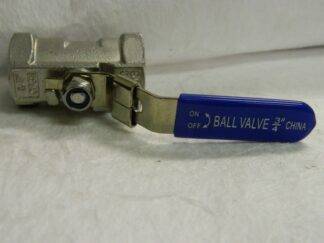 ON
OFF BALL VALVE 3/4" CHINA